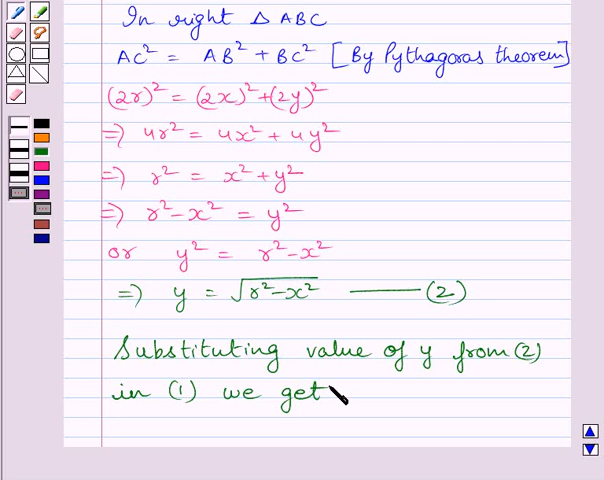 In right △ ABC
AC² = AB² + BC² [By Pythagoras theorem]
(2r)² = (2x)² + (2y)²
⇒ 4r² = 4x² + 4y²
⇒ r² = x² + y²
⇒ r² - x² = y²
or y² = r² - x²
⇒ y = √(r² - x²) ——— (2)
Substituting value of y from (2)
in (1) we get